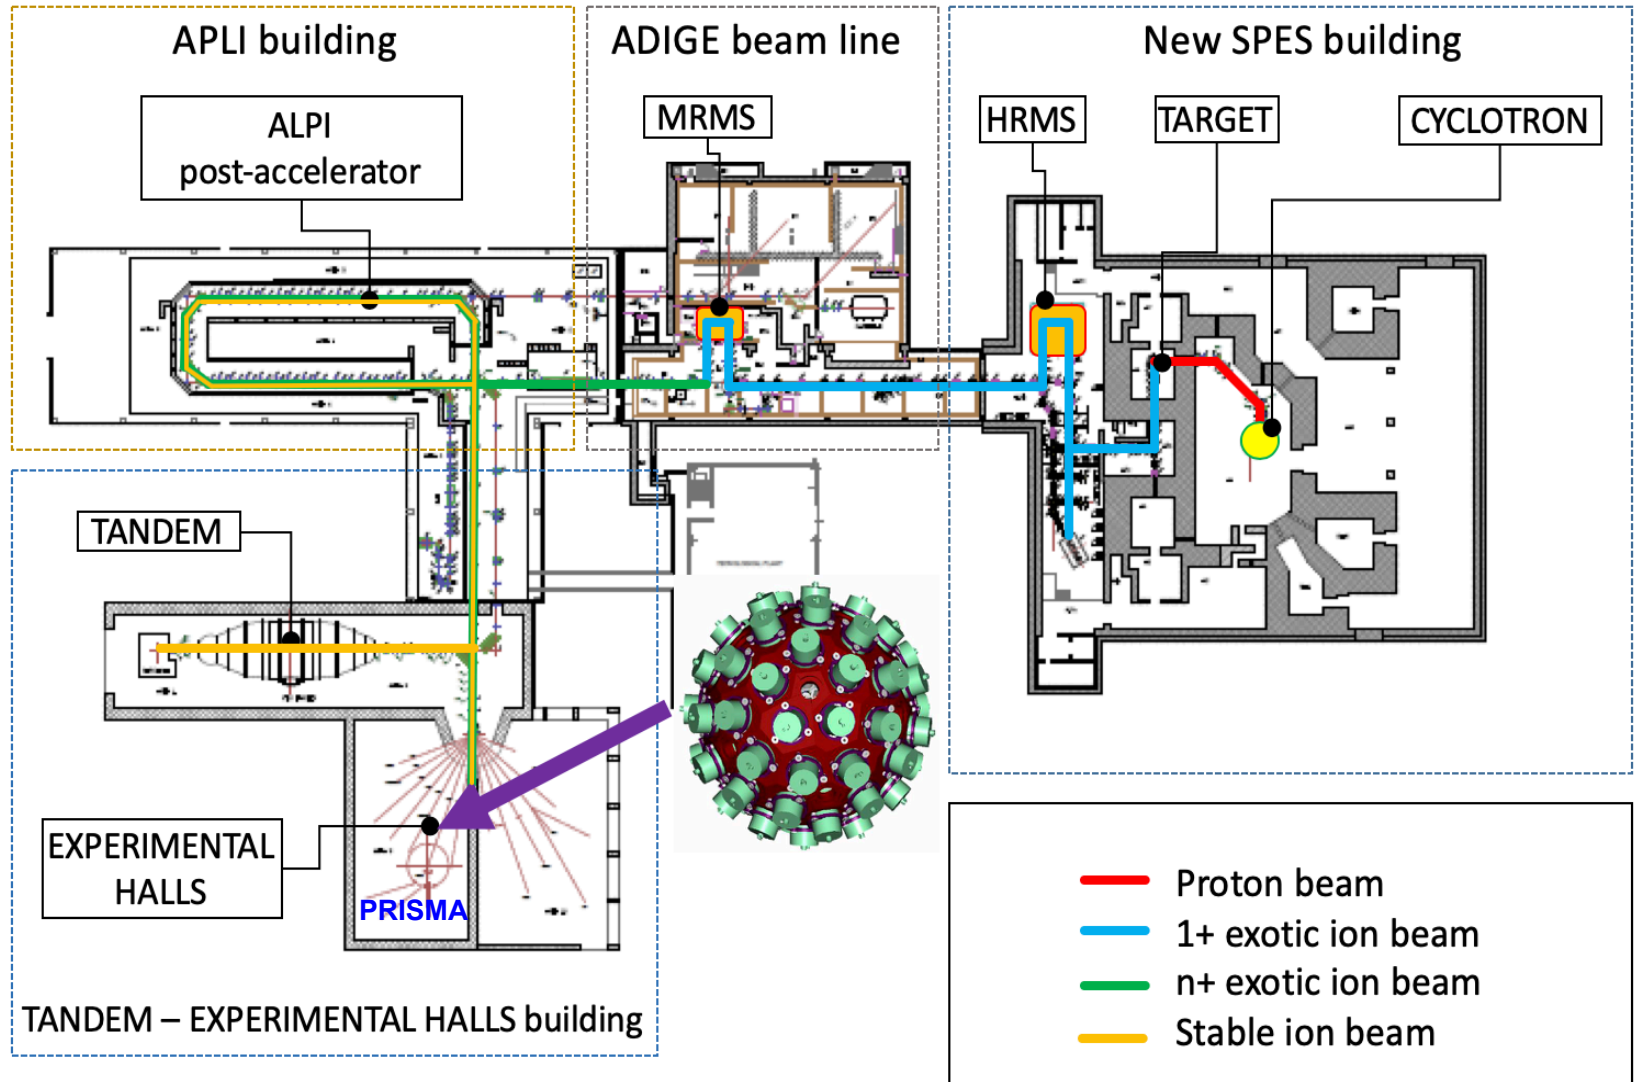 APLI building
ADIGE beam line
New SPES building
ALPI
post-accelerator
MRMS
HRMS
TARGET
CYCLOTRON
TANDEM
EXPERIMENTAL
HALLS
PRISMA
TANDEM – EXPERIMENTAL HALLS building
Proton beam
1+ exotic ion beam
n+ exotic ion beam
Stable ion beam